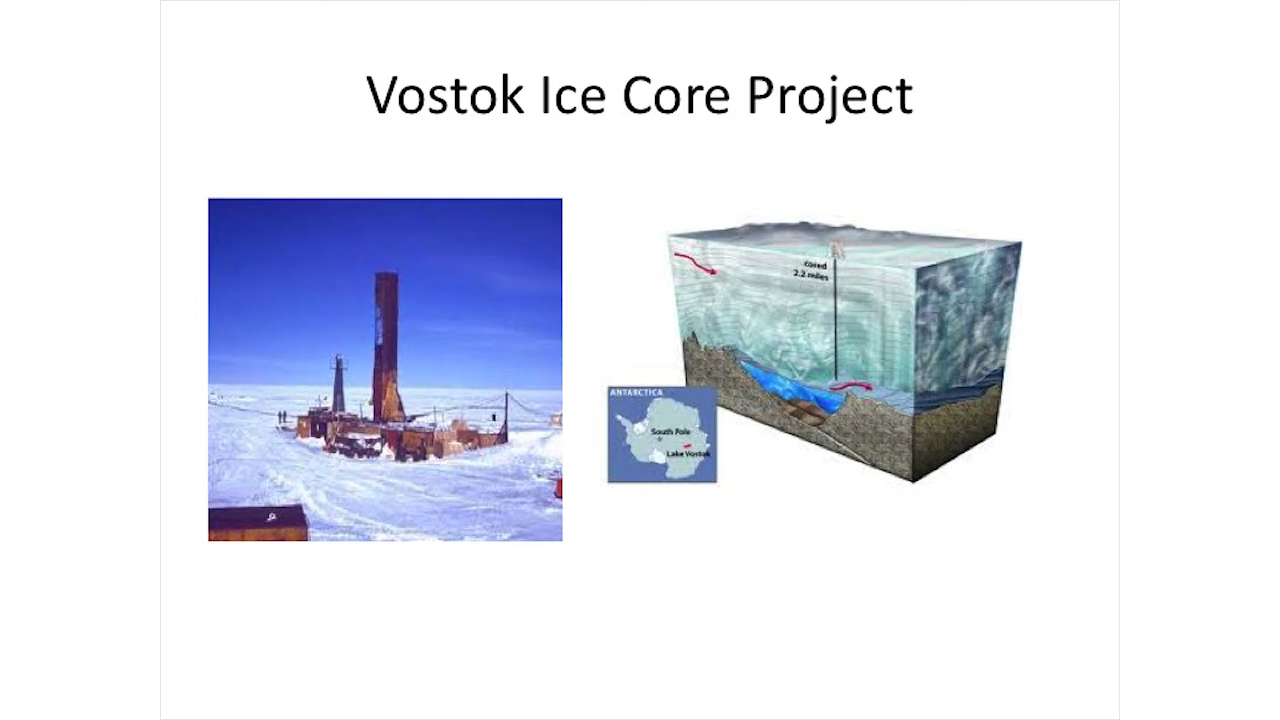 Vostok Ice Core Project
cored
2.2 miles
ANTARCTICA
South Pole
Lake Vostok